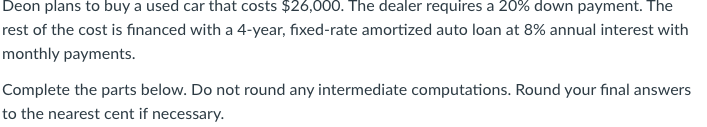 Deon plans to buy a used car that costs $26,000. The dealer requires a 20% down payment. The
rest of the cost is financed with a 4-year, fixed-rate amortized auto loan at 8% annual interest with
monthly payments.
Complete the parts below. Do not round any intermediate computations. Round your final answers
to the nearest cent if necessary.